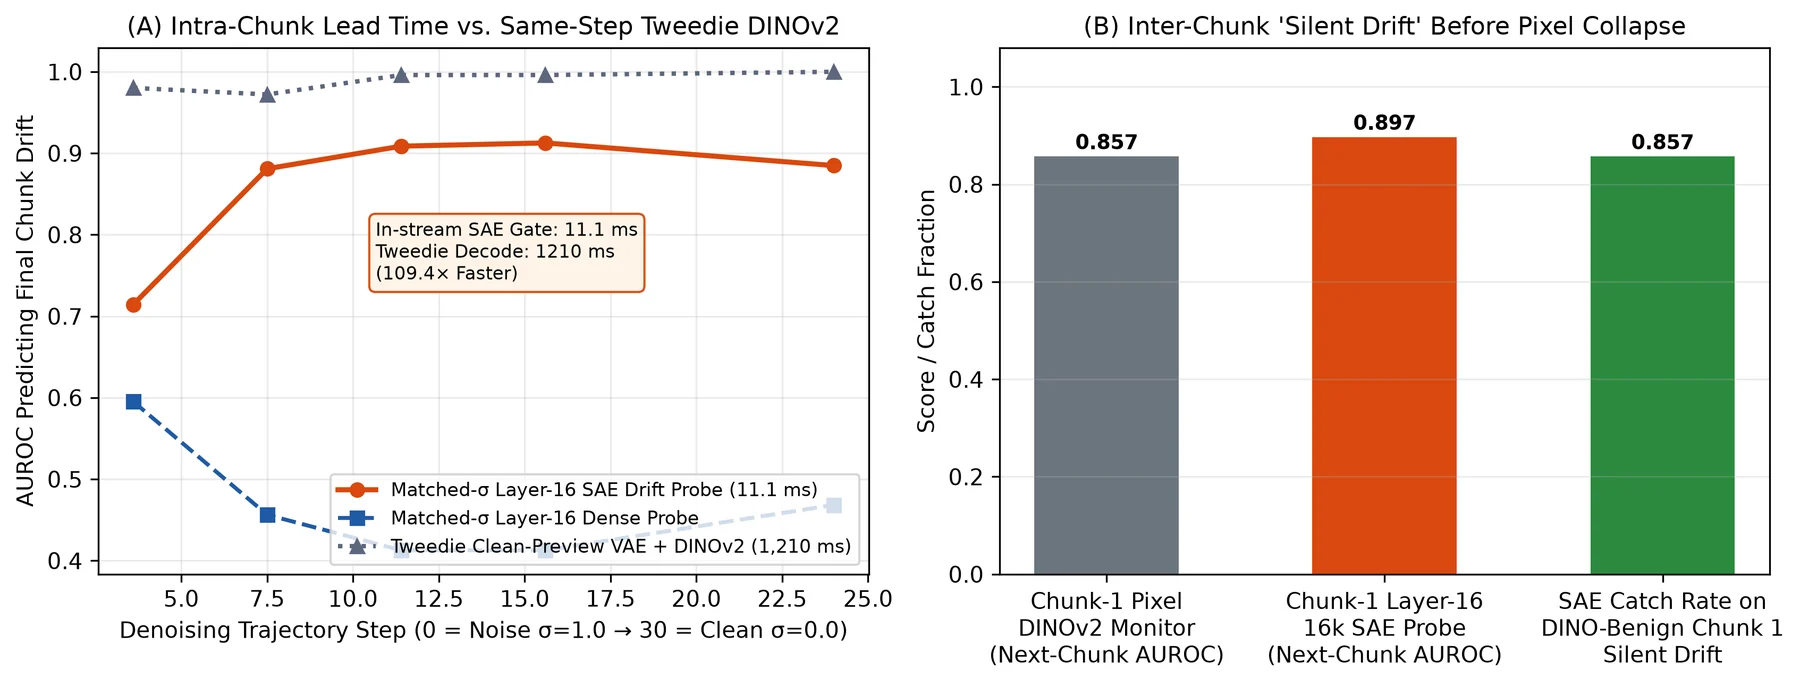 (A) Intra-Chunk Lead Time vs. Same-Step Tweedie DINOv2
AUROC Predicting Final Chunk Drift
1.0
0.9
0.8
0.7
0.6
0.5
0.4
In-stream SAE Gate: 11.1 ms
Tweedie Decode: 1210 ms
(109.4× Faster)
Matched-σ Layer-16 SAE Drift Probe (11.1 ms)
Matched-σ Layer-16 Dense Probe
Tweedie Clean-Preview VAE + DINOv2 (1,210 ms)
5.0 7.5 10.0 12.5 15.0 17.5 20.0 22.5 25.0
Denoising Trajectory Step (0 = Noise σ=1.0 → 30 = Clean σ=0.0)
(B) Inter-Chunk 'Silent Drift' Before Pixel Collapse
Score / Catch Fraction
1.0
0.8
0.6
0.4
0.2
0.0
0.857
0.897
0.857
Chunk-1 Pixel
DINOv2 Monitor
(Next-Chunk AUROC)
Chunk-1 Layer-16
16k SAE Probe
(Next-Chunk AUROC)
SAE Catch Rate on
DINO-Benign Chunk 1
Silent Drift